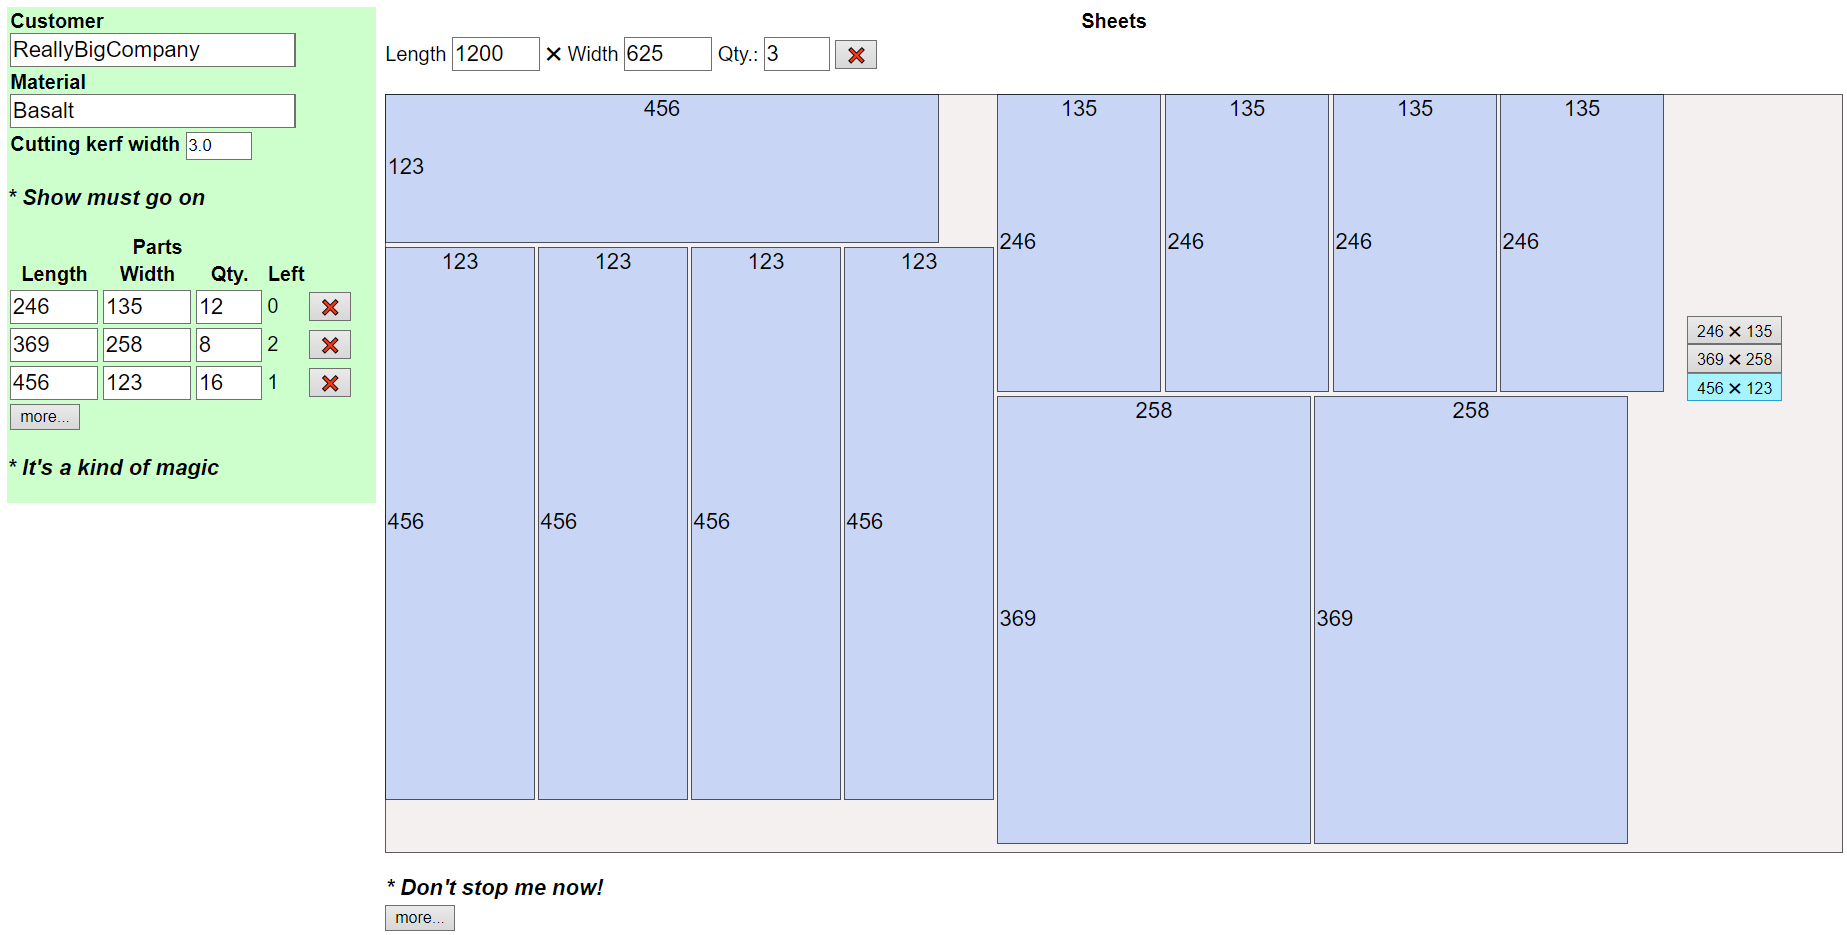 Customer
ReallyBigCompany
Material
Basalt
Cutting kerf width 3.0
* Show must go on
Parts
Length Width Qty. Left
246 135 12 0
369 258 8 2
456 123 16 1
more...
* It's a kind of magic
Sheets
Length 1200 × Width 625 Qty.: 3
456
123
135 135 135 135
246 246 246 246
123 123 123 123
456 456 456 456
258 258
369 369
246 × 135
369 × 258
456 × 123
* Don't stop me now!
more...